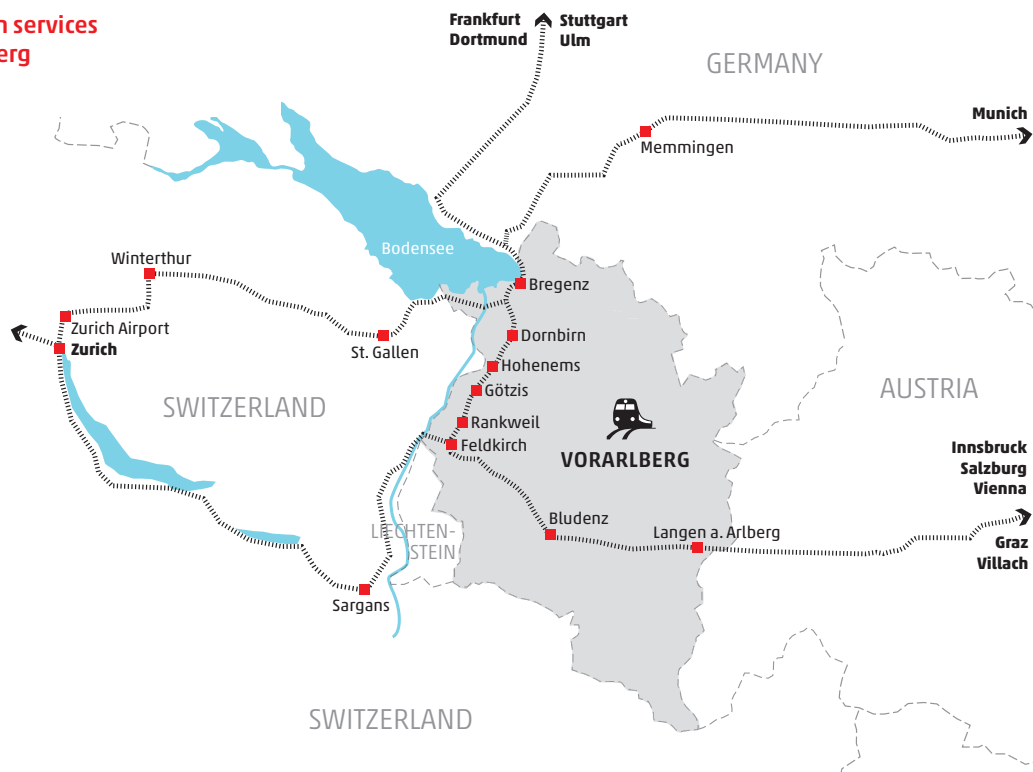 services
erg
Frankfurt
Dortmund
Stuttgart
Ulm
GERMANY
Munich
Memmingen
Bodensee
Winterthur
Bregenz
Zurich Airport
Zurich
St. Gallen
Dornbirn
Hohenems
Götzis
SWITZERLAND
AUSTRIA
Rankweil
Feldkirch
VORARLBERG
Innsbruck
Salzburg
Vienna
Bludenz
Langen a. Arlberg
LIECHTEN-
STEIN
Graz
Villach
Sargans
SWITZERLAND